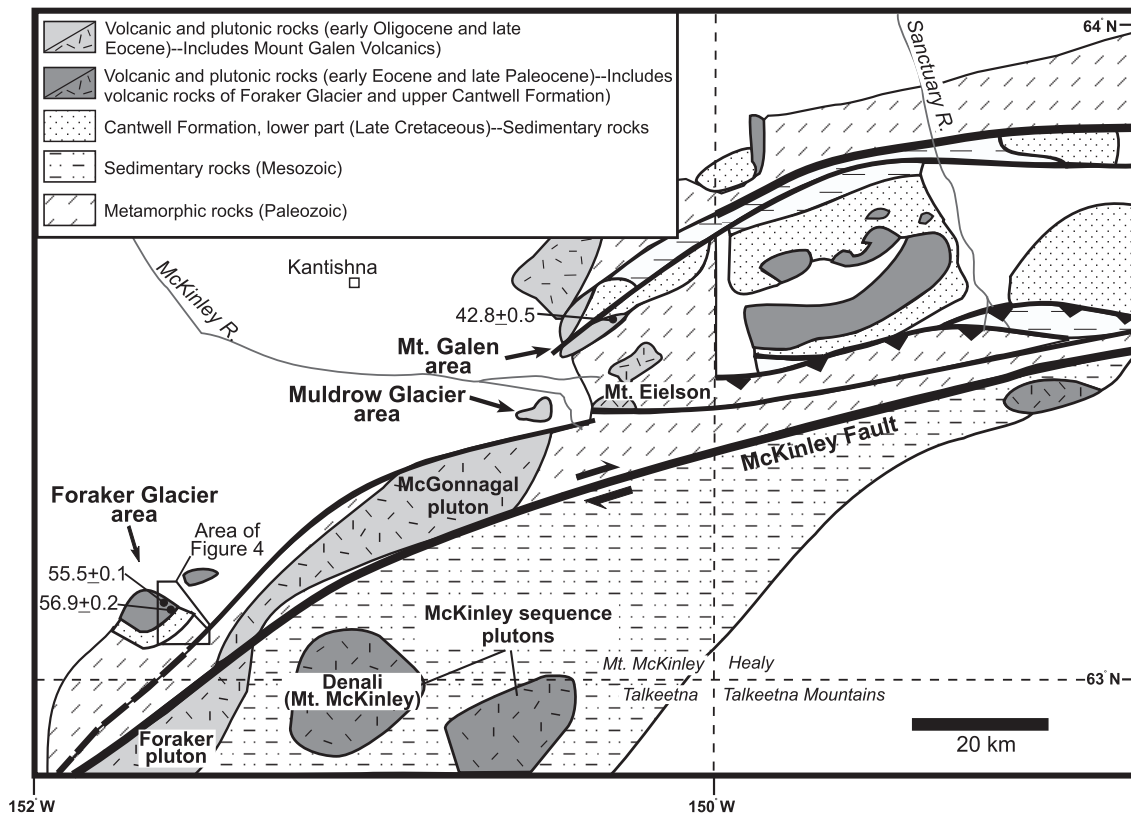 Volcanic and plutonic rocks (early Oligocene and late
Eocene)--Includes Mount Galen Volcanics)
Volcanic and plutonic rocks (early Eocene and late Paleocene)--Includes
volcanic rocks of Foraker Glacier and upper Cantwell Formation)
Cantwell Formation, lower part (Late Cretaceous)--Sedimentary rocks
Sedimentary rocks (Mesozoic)
Metamorphic rocks (Paleozoic)
64° N
Sanctuary R.
McKinley R.
Kantishna
42.8±0.5
Mt. Galen
area
Muldrow Glacier
area
Mt. Eielson
McKinley Fault
McGonnagal
pluton
Foraker Glacier
area
Area of
Figure 4
55.5±0.1
56.9±0.2
McKinley sequence
plutons
Mt. McKinley
Healy
63° N
Talkeetna
Talkeetna Mountains
Denali
(Mt. McKinley)
Foraker
pluton
20 km
152° W
150° W